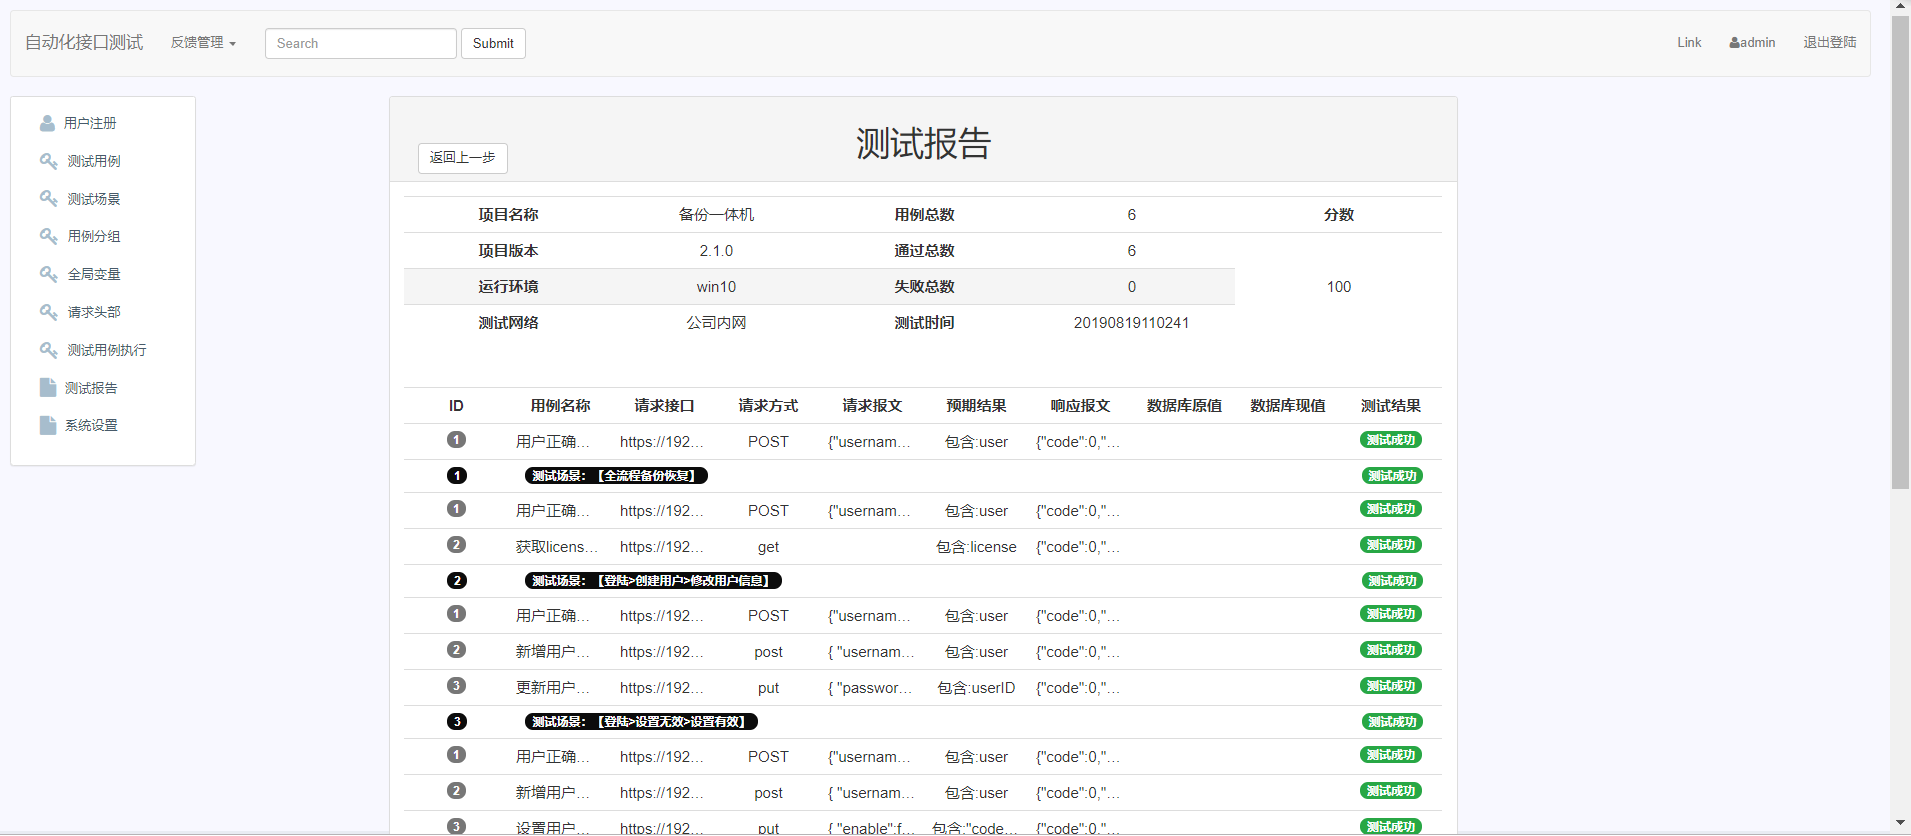 自动化接口测试 反馈管理 Search Submit Link admin 退出登陆
用户注册
测试用例
测试场景
用例分组
全局变量
请求头部
测试用例执行
测试报告
系统设置
测试报告
返回上一步
项目名称 备份一体机 用例总数 6 分数
项目版本 2.1.0 通过总数 6
运行环境 win10 失败总数 0 100
测试网络 公司内网 测试时间 20190819110241
ID 用例名称 请求接口 请求方式 请求报文 预期结果 响应报文 数据库原值 数据库现值 测试结果
1 用户正确... https://192... POST {"usernam... 包含:user {"code":0,"... 测试成功
1 测试场景：【全流程备份恢复】 测试成功
1 用户正确... https://192... POST {"usernam... 包含:user {"code":0,"... 测试成功
2 获取licens... https://192... get 包含:license {"code":0,"... 测试成功
2 测试场景：【登陆>创建用户>修改用户信息】 测试成功
1 用户正确... https://192... POST {"usernam... 包含:user {"code":0,"... 测试成功
2 新增用户... https://192... post { "usernam... 包含:user {"code":0,"... 测试成功
3 更新用户... https://192... put { "passwor... 包含:userID {"code":0,"... 测试成功
3 测试场景：【登陆>设置无效>设置有效】 测试成功
1 用户正确... https://192... POST {"usernam... 包含:user {"code":0,"... 测试成功
2 新增用户... https://192... post { "usernam... 包含:user {"code":0,"... 测试成功
3 设置用户... https://192... put { "enable":f... 包含:"code... {"code":0,"... 测试成功